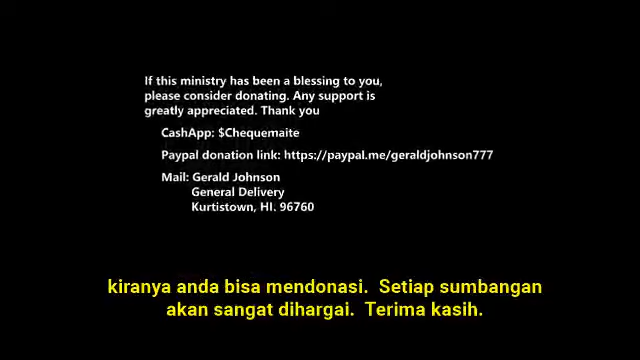 If this ministry has been a blessing to you,
please consider donating. Any support is
greatly appreciated. Thank you
CashApp: $Chequemaite
Paypal donation link: https://paypal.me/geraldjohnson777
Mail: Gerald Johnson
General Delivery
Kurtistown, HI. 96760
kiranya anda bisa mendonasi.  Setiap sumbangan
akan sangat dihargai.  Terima kasih.